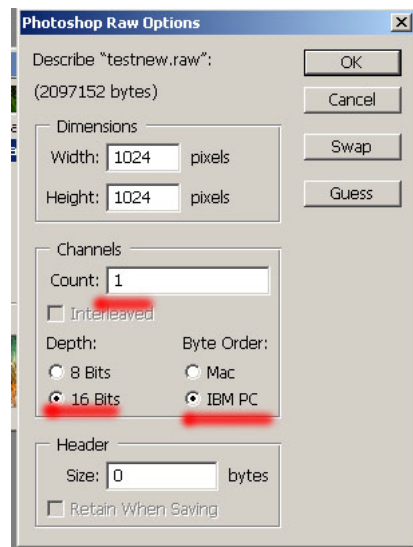 Photoshop Raw Options
Describe "testnew.raw":
(2097152 bytes)
OK
Cancel
Swap
Guess
Dimensions
Width: 1024 pixels
Height: 1024 pixels
Channels
Count: 1
Interleaved
Depth: Byte Order:
8 Bits Mac
16 Bits IBM PC
Header
Size: 0 bytes
Retain When Saving